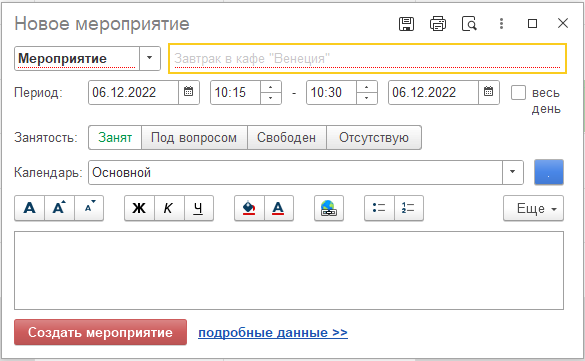 Новое мероприятие
Мероприятие Завтрак в кафе "Венеция"
Период: 06.12.2022 10:15 - 10:30 06.12.2022 весь
день
Занятость: Занят Под вопросом Свободен Отсутствую
Календарь: Основной
А А А Ж К Ч А Еще
Создать мероприятие подробные данные >>